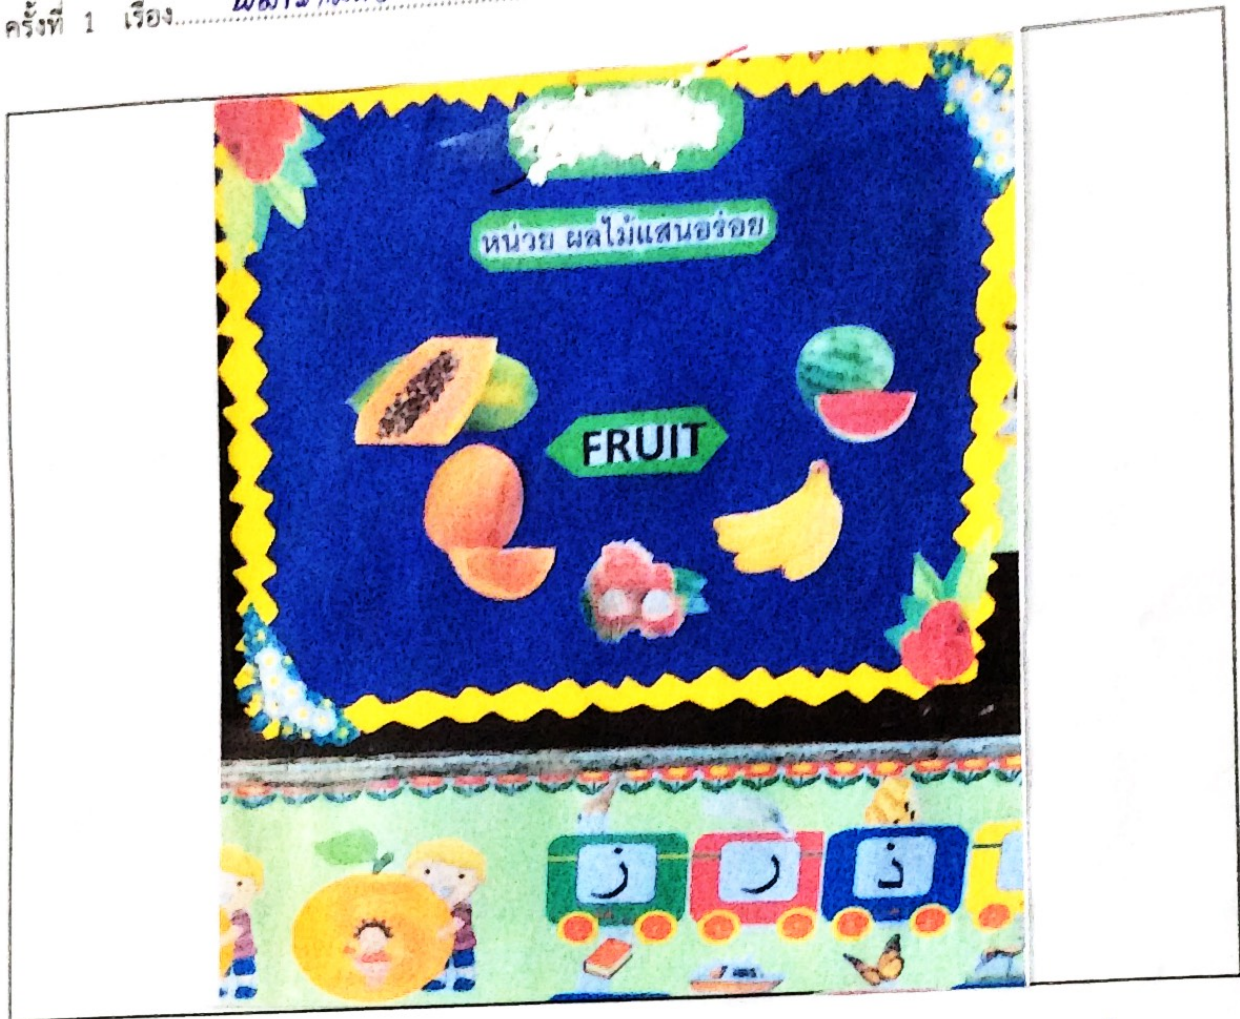 ครั้งที่ 1 เรื่อง
หน่วย ผลไม้แสนอร่อย
FRUIT
ز ر ذ